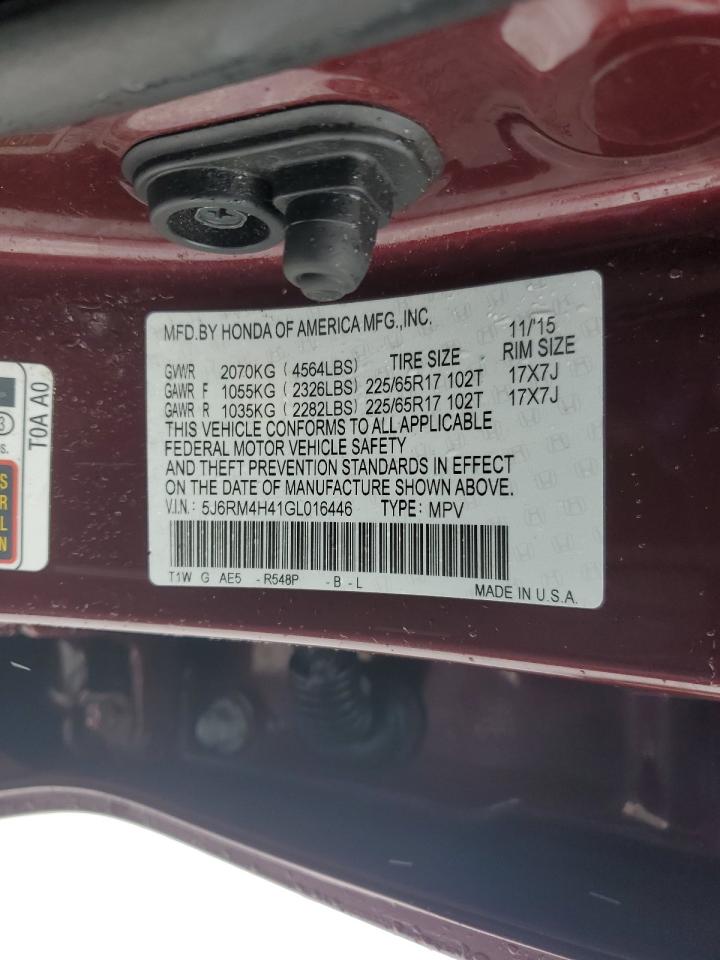 MFD.BY HONDA OF AMERICA MFG.,INC. 11/'15
GVWR 2070KG (4564LBS) TIRE SIZE RIM SIZE
GAWR F 1055KG (2326LBS) 225/65R17 102T 17X7J
GAWR R 1035KG (2282LBS) 225/65R17 102T 17X7J
THIS VEHICLE CONFORMS TO ALL APPLICABLE
FEDERAL MOTOR VEHICLE SAFETY
AND THEFT PREVENTION STANDARDS IN EFFECT
ON THE DATE OF MANUFACTURE SHOWN ABOVE.
V.I.N.: 5J6RM4H41GL016446 TYPE: MPV
T1W G AE5 -R548P -B-L
MADE IN U.S.A.
T0A A0